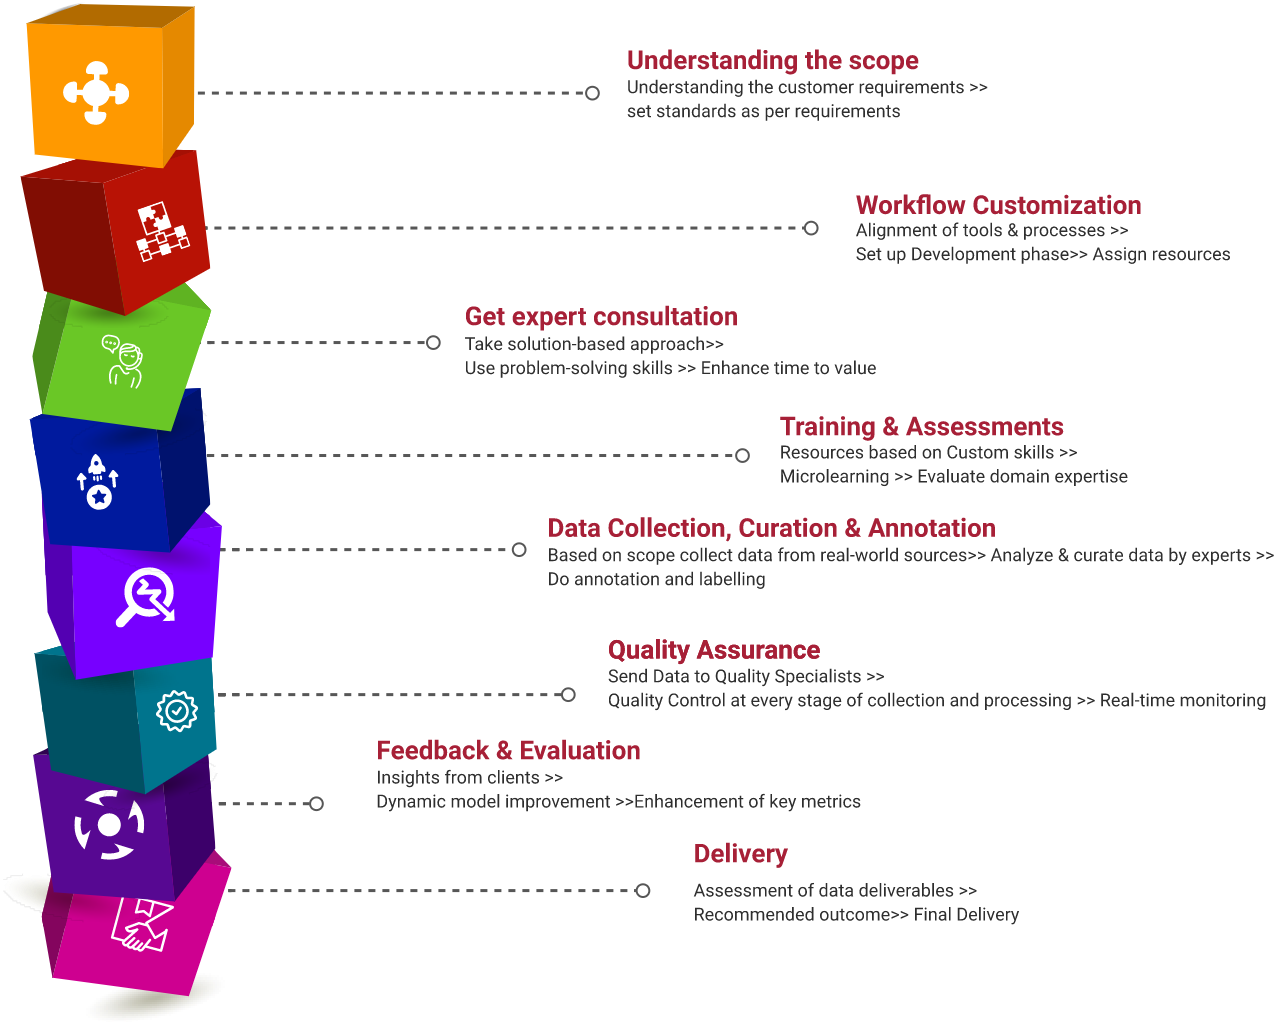 Understanding the scope
Understanding the customer requirements >>
set standards as per requirements
Workflow Customization
Alignment of tools & processes >>
Set up Development phase>> Assign resources
Get expert consultation
Take solution-based approach>>
Use problem-solving skills >> Enhance time to value
Training & Assessments
Resources based on Custom skills >>
Microlearning >> Evaluate domain expertise
Data Collection, Curation & Annotation
Based on scope collect data from real-world sources>> Analyze & curate data by experts >>
Do annotation and labelling
Quality Assurance
Send Data to Quality Specialists >>
Quality Control at every stage of collection and processing >> Real-time monitoring
Feedback & Evaluation
Insights from clients >>
Dynamic model improvement >>Enhancement of key metrics
Delivery
Assessment of data deliverables >>
Recommended outcome>> Final Delivery